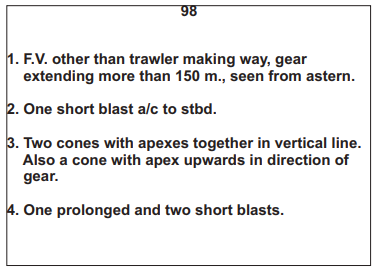 98
1. F.V. other than trawler making way, gear
extending more than 150 m., seen from astern.
2. One short blast a/c to stbd.
3. Two cones with apexes together in vertical line.
Also a cone with apex upwards in direction of
gear.
4. One prolonged and two short blasts.